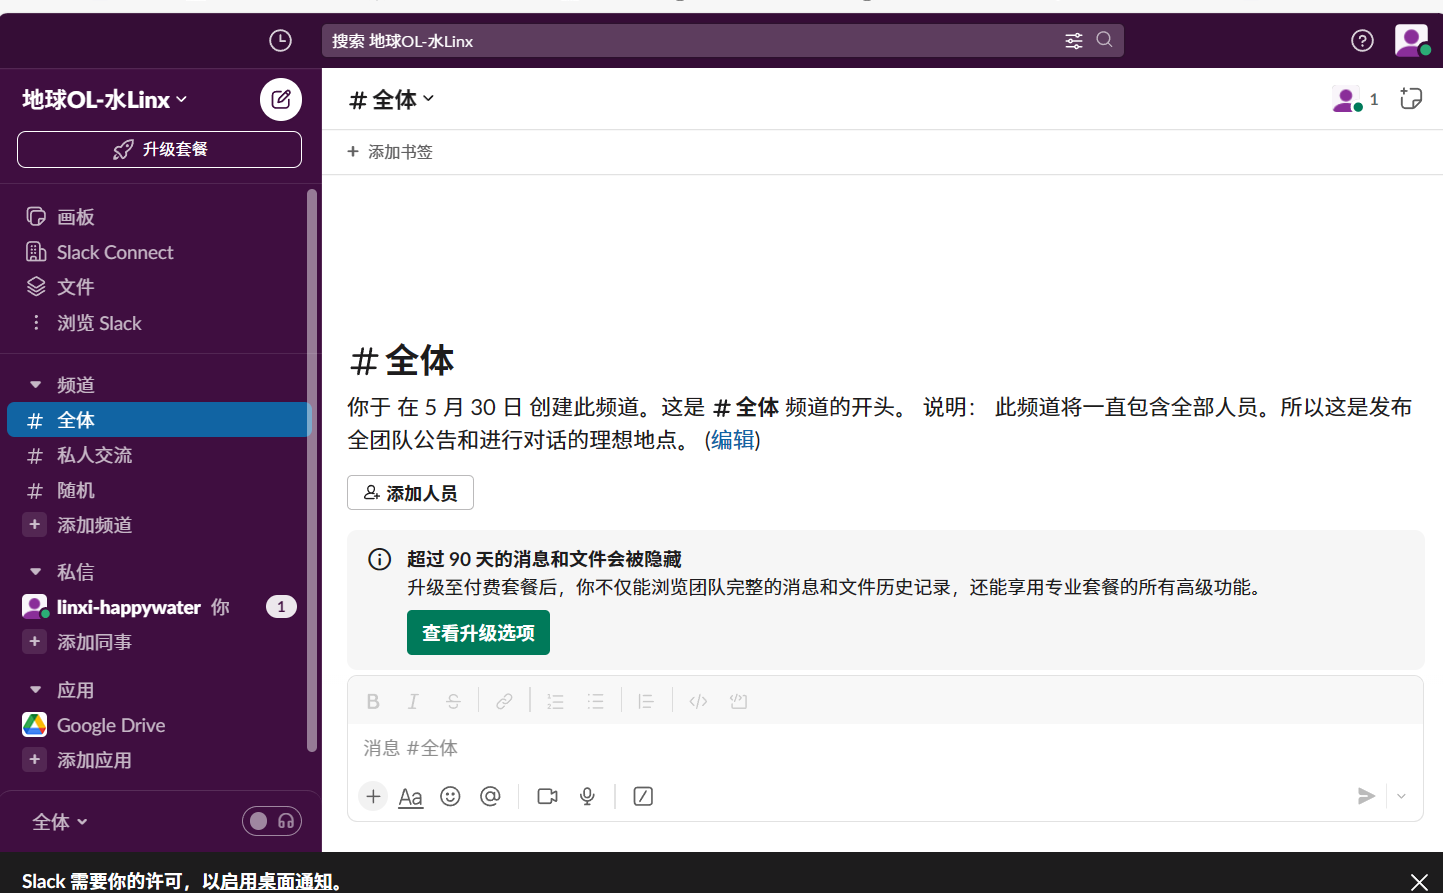 搜索 地球OL-水Linx
地球OL-水Linx
升级套餐
画板
Slack Connect
文件
浏览 Slack
频道
# 全体
# 私人交流
# 随机
+ 添加频道
私信
linxi-happywater 你 1
+ 添加同事
应用
Google Drive
+ 添加应用
全体
# 全体
1
+ 添加书签
# 全体
你于 在 5 月 30 日 创建此频道。这是 # 全体 频道的开头。 说明： 此频道将一直包含全部人员。所以这是发布
全团队公告和进行对话的理想地点。 (编辑)
添加人员
超过 90 天的消息和文件会被隐藏
升级至付费套餐后，你不仅能浏览团队完整的消息和文件历史记录，还能享用专业套餐的所有高级功能。
查看升级选项
B I S
消息 #全体
+ Aa @
Slack 需要你的许可，以启用桌面通知。